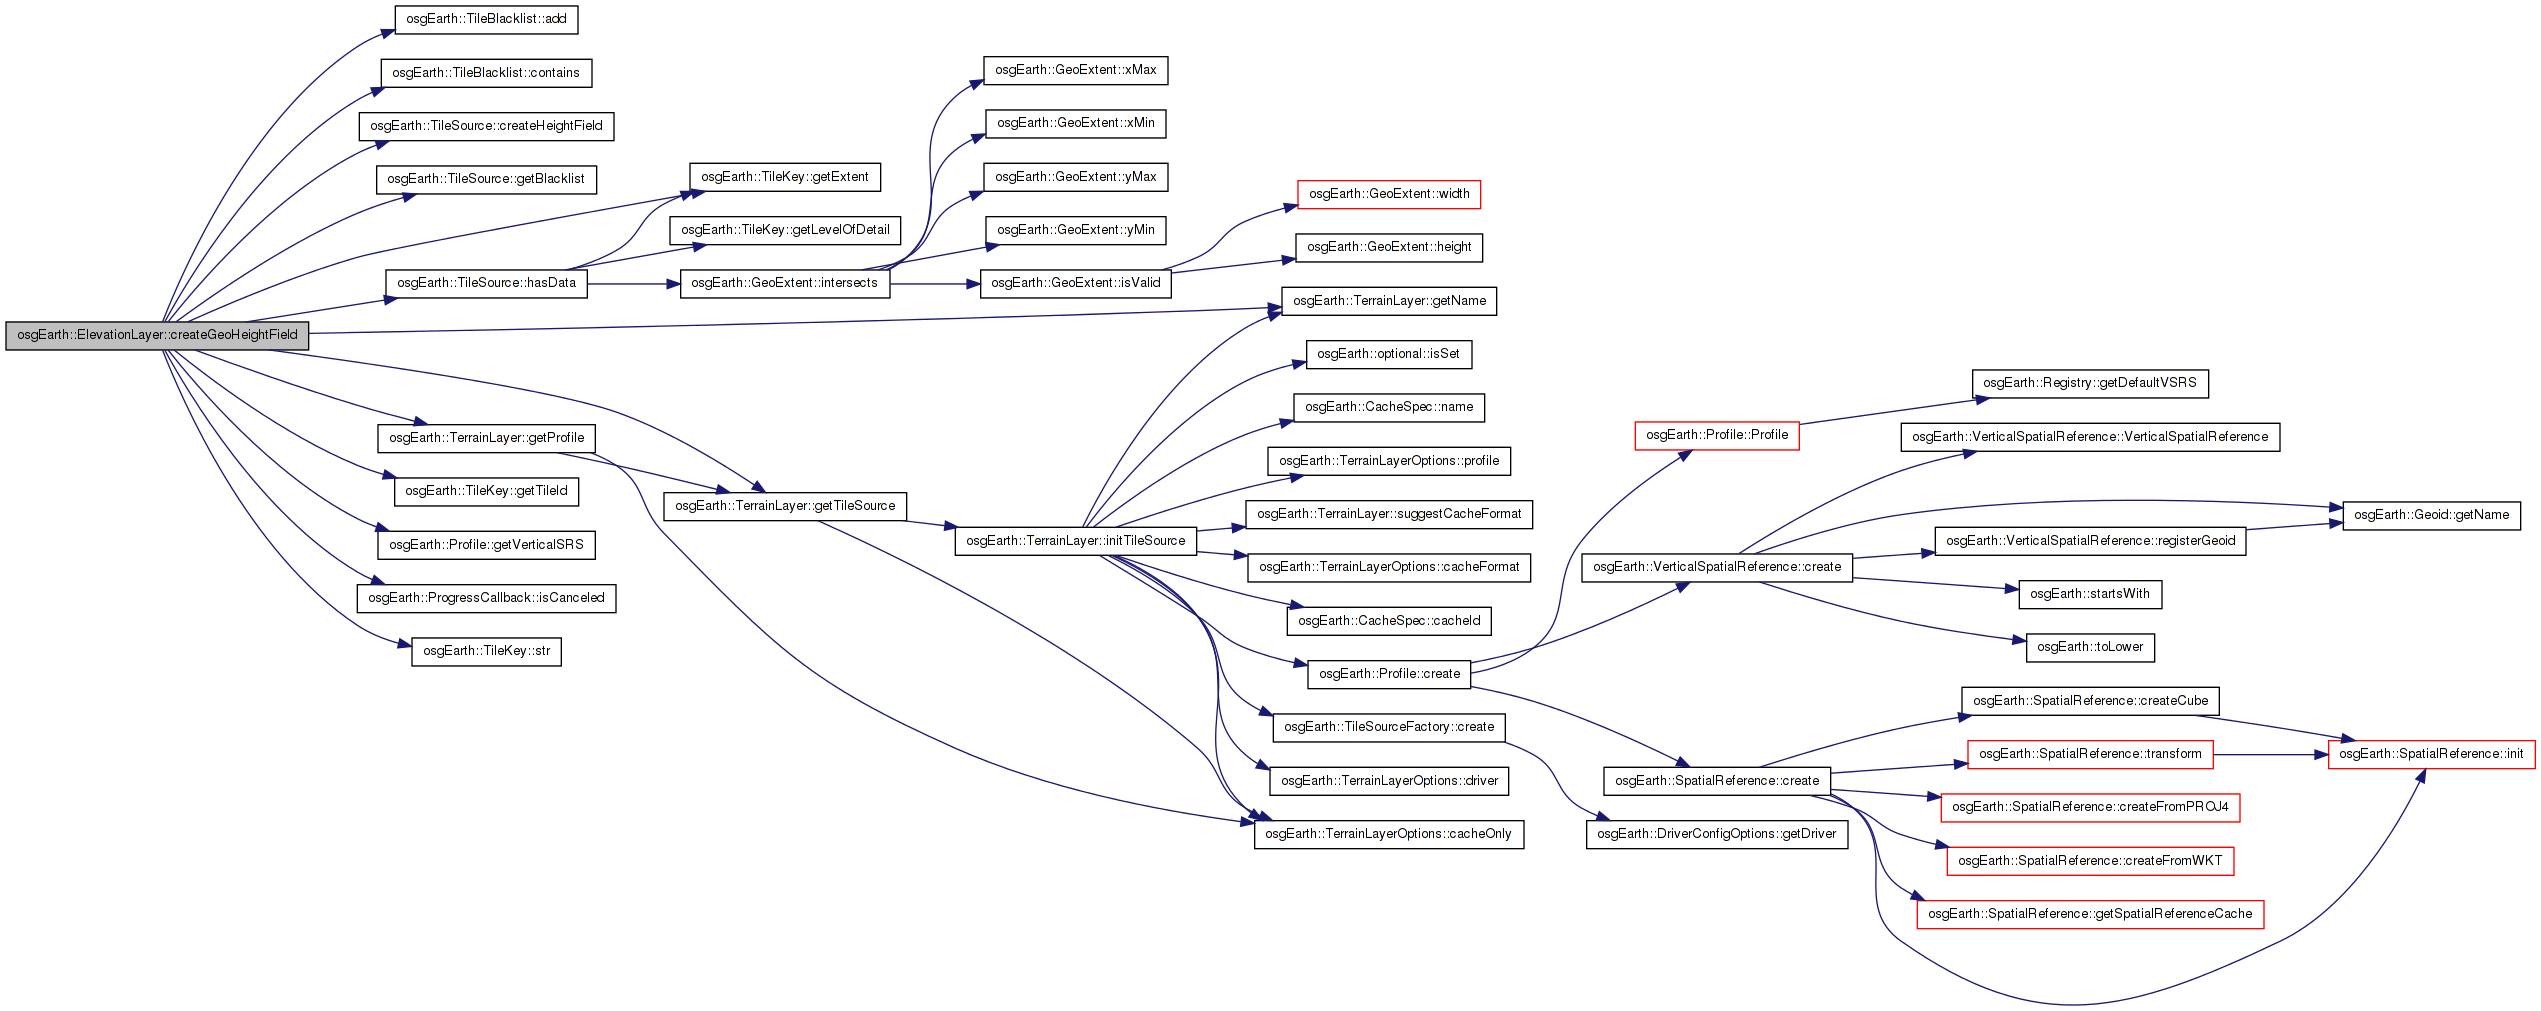 osgEarth::ElevationLayer::createGeoHeightField
osgEarth::TileBlacklist::add
osgEarth::TileBlacklist::contains
osgEarth::TileSource::createHeightField
osgEarth::TileSource::getBlacklist
osgEarth::TileSource::hasData
osgEarth::TerrainLayer::getProfile
osgEarth::TileKey::getTileId
osgEarth::Profile::getVerticalSRS
osgEarth::ProgressCallback::isCanceled
osgEarth::TileKey::str
osgEarth::TileKey::getExtent
osgEarth::TileKey::getLevelOfDetail
osgEarth::GeoExtent::intersects
osgEarth::TerrainLayer::getTileSource
osgEarth::GeoExtent::xMax
osgEarth::GeoExtent::xMin
osgEarth::GeoExtent::yMax
osgEarth::GeoExtent::yMin
osgEarth::GeoExtent::isValid
osgEarth::TerrainLayer::initTileSource
osgEarth::GeoExtent::width
osgEarth::GeoExtent::height
osgEarth::TerrainLayer::getName
osgEarth::optional::isSet
osgEarth::CacheSpec::name
osgEarth::TerrainLayerOptions::profile
osgEarth::TerrainLayer::suggestCacheFormat
osgEarth::TerrainLayerOptions::cacheFormat
osgEarth::CacheSpec::cacheId
osgEarth::Profile::create
osgEarth::TileSourceFactory::create
osgEarth::TerrainLayerOptions::driver
osgEarth::TerrainLayerOptions::cacheOnly
osgEarth::Profile::Profile
osgEarth::VerticalSpatialReference::create
osgEarth::SpatialReference::create
osgEarth::DriverConfigOptions::getDriver
osgEarth::Registry::getDefaultVSRS
osgEarth::VerticalSpatialReference::VerticalSpatialReference
osgEarth::VerticalSpatialReference::registerGeoid
osgEarth::startsWith
osgEarth::toLower
osgEarth::SpatialReference::createCube
osgEarth::SpatialReference::transform
osgEarth::SpatialReference::createFromPROJ4
osgEarth::SpatialReference::createFromWKT
osgEarth::SpatialReference::getSpatialReferenceCache
osgEarth::Geoid::getName
osgEarth::SpatialReference::init